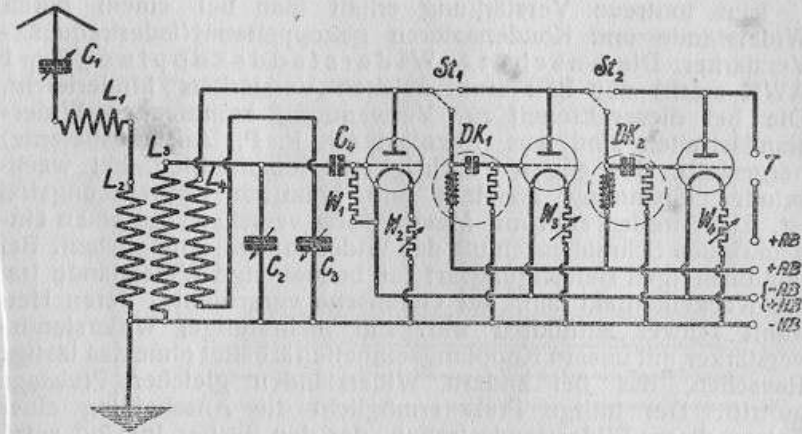 C₁
St₁
St₂
L₁
C₄
DK₁
DK₂
L₃
T
L₂
L₄
W₁
W₂
W₃
W₄
C₂
C₃
+AB
+AB
{-AB
+HB
-HB